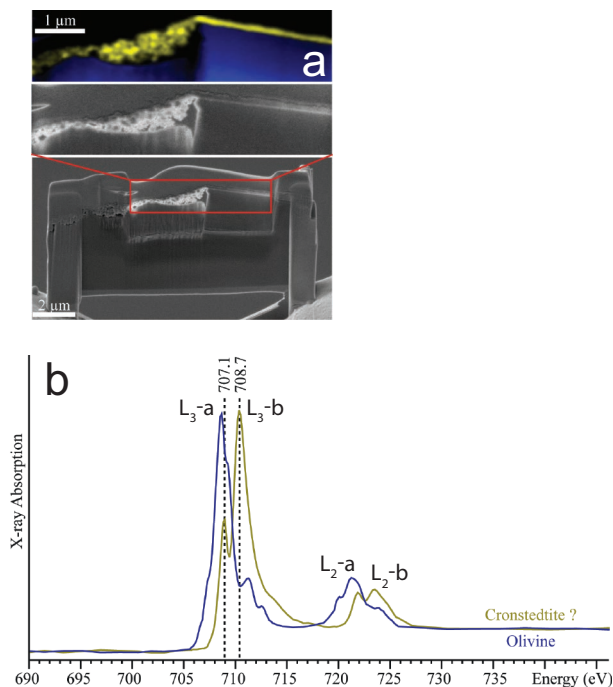 1 µm
a
2 µm
b
707.1
708.7
L3-a
L3-b
L2-a
L2-b
X-ray Absorption
Cronstedtite ?
Olivine
690 695 700 705 710 715 720 725 730 735 Energy (eV)